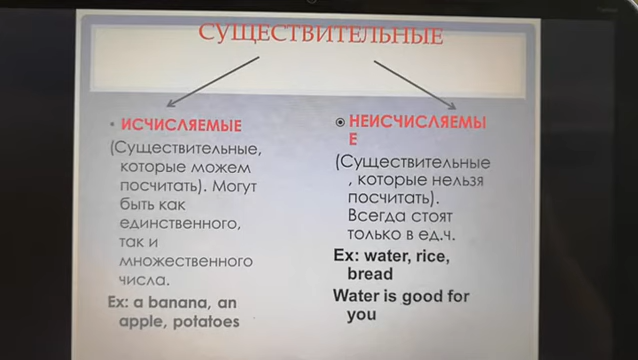 СУЩЕСТВИТЕЛЬНЫЕ
• ИСЧИСЛЯЕМЫЕ
(Существительные,
которые можем
посчитать). Могут
быть как
единственного,
так и
множественного
числа.
Ex: a banana, an
apple, potatoes
НЕИСЧИСЛЯЕМЫ
Е
(Существительные
, которые нельзя
посчитать).
Всегда стоят
только в ед.ч.
Ex: water, rice,
bread
Water is good for
you